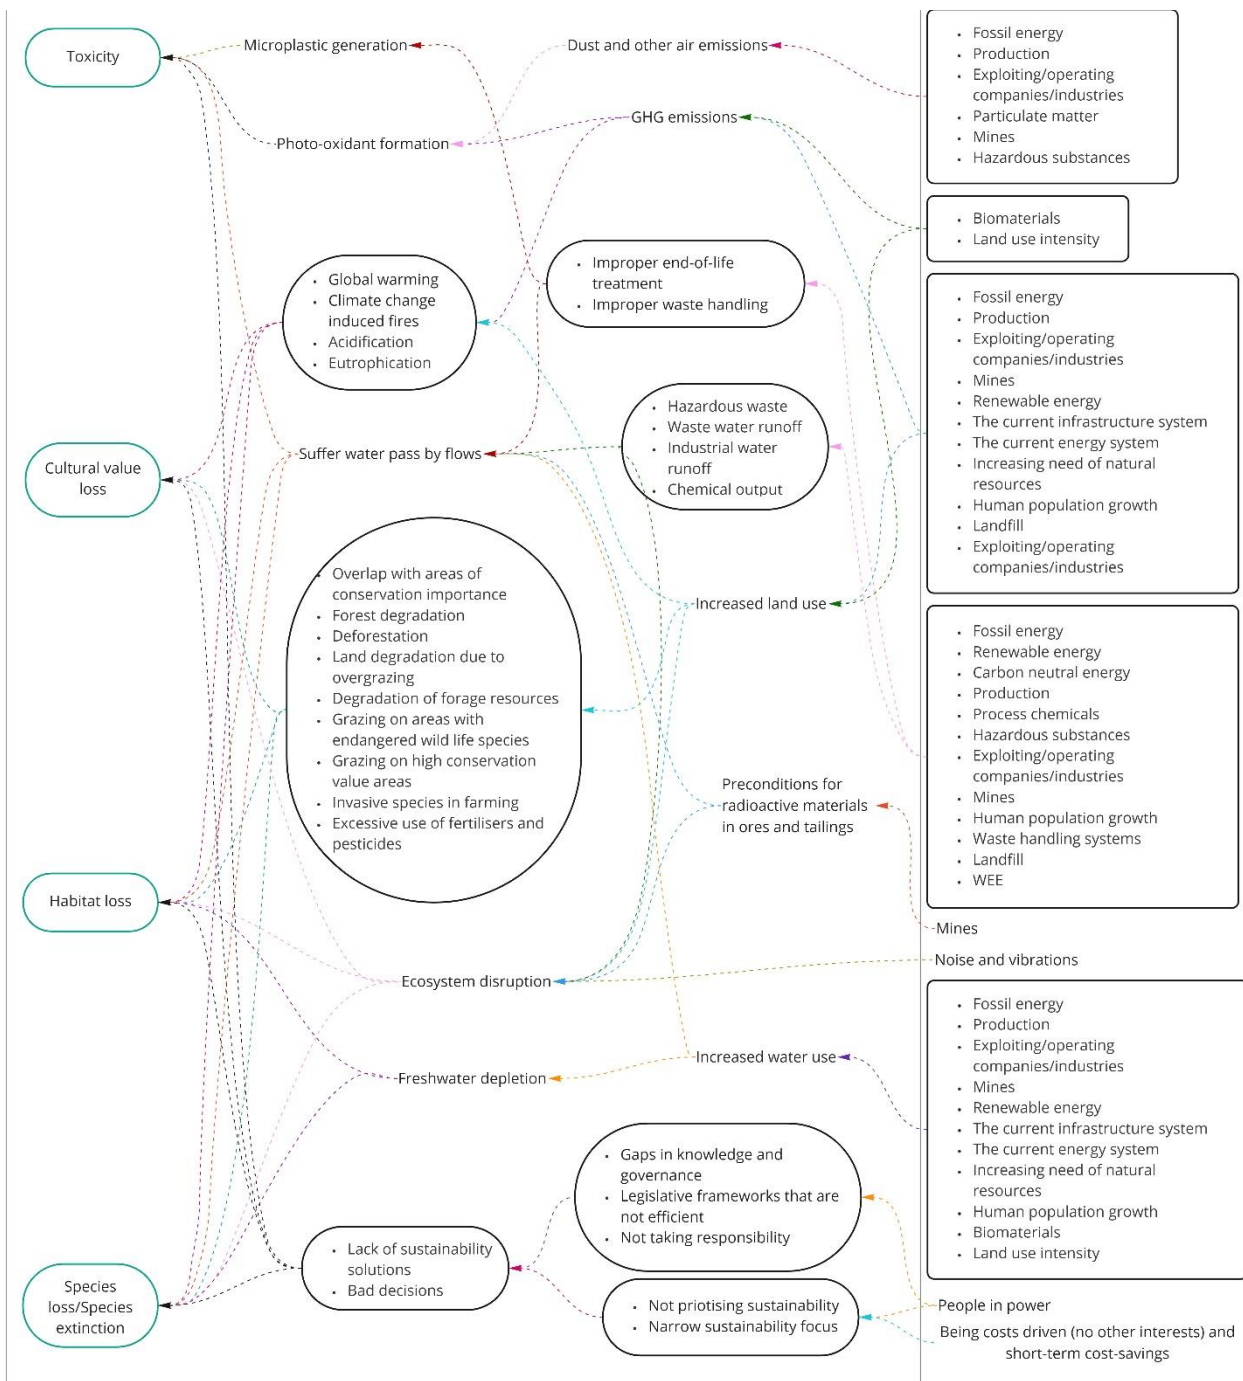 Toxicity
Microplastic generation
Dust and other air emissions
Photo-oxidant formation
GHG emissions
• Fossil energy
• Production
• Exploiting/operating
companies/industries
• Particulate matter
• Mines
• Hazardous substances
• Biomaterials
• Land use intensity
• Global warming
• Climate change
induced fires
• Acidification
• Eutrophication
• Improper end-of-life
treatment
• Improper waste handling
• Fossil energy
• Production
• Exploiting/operating
companies/industries
• Mines
• Renewable energy
• The current infrastructure system
• The current energy system
• Increasing need of natural
resources
• Human population growth
• Landfill
• Exploiting/operating
companies/industries
Cultural value
loss
Suffer water pass by flows
• Hazardous waste
• Waste water runoff
• Industrial water
runoff
• Chemical output
• Overlap with areas of
conservation importance
• Forest degradation
• Deforestation
• Land degradation due to
overgrazing
• Degradation of forage resources
• Grazing on areas with
endangered wild life species
• Grazing on high conservation
value areas
• Invasive species in farming
• Excessive use of fertilisers and
pesticides
Increased land use
Preconditions for
radioactive materials
in ores and tailings
• Fossil energy
• Renewable energy
• Carbon neutral energy
• Production
• Process chemicals
• Hazardous substances
• Exploiting/operating
companies/industries
• Mines
• Human population growth
• Waste handling systems
• Landfill
• WEE
Mines
Noise and vibrations
Habitat loss
Ecosystem disruption
Freshwater depletion
Increased water use
• Fossil energy
• Production
• Exploiting/operating
companies/industries
• Mines
• Renewable energy
• The current infrastructure system
• The current energy system
• Increasing need of natural
resources
• Human population growth
• Biomaterials
• Land use intensity
• Gaps in knowledge and
governance
• Legislative frameworks that are
not efficient
• Not taking responsibility
Species
loss/Species
extinction
• Lack of sustainability
solutions
• Bad decisions
• Not priotising sustainability
• Narrow sustainability focus
People in power
Being costs driven (no other interests) and
short-term cost-savings